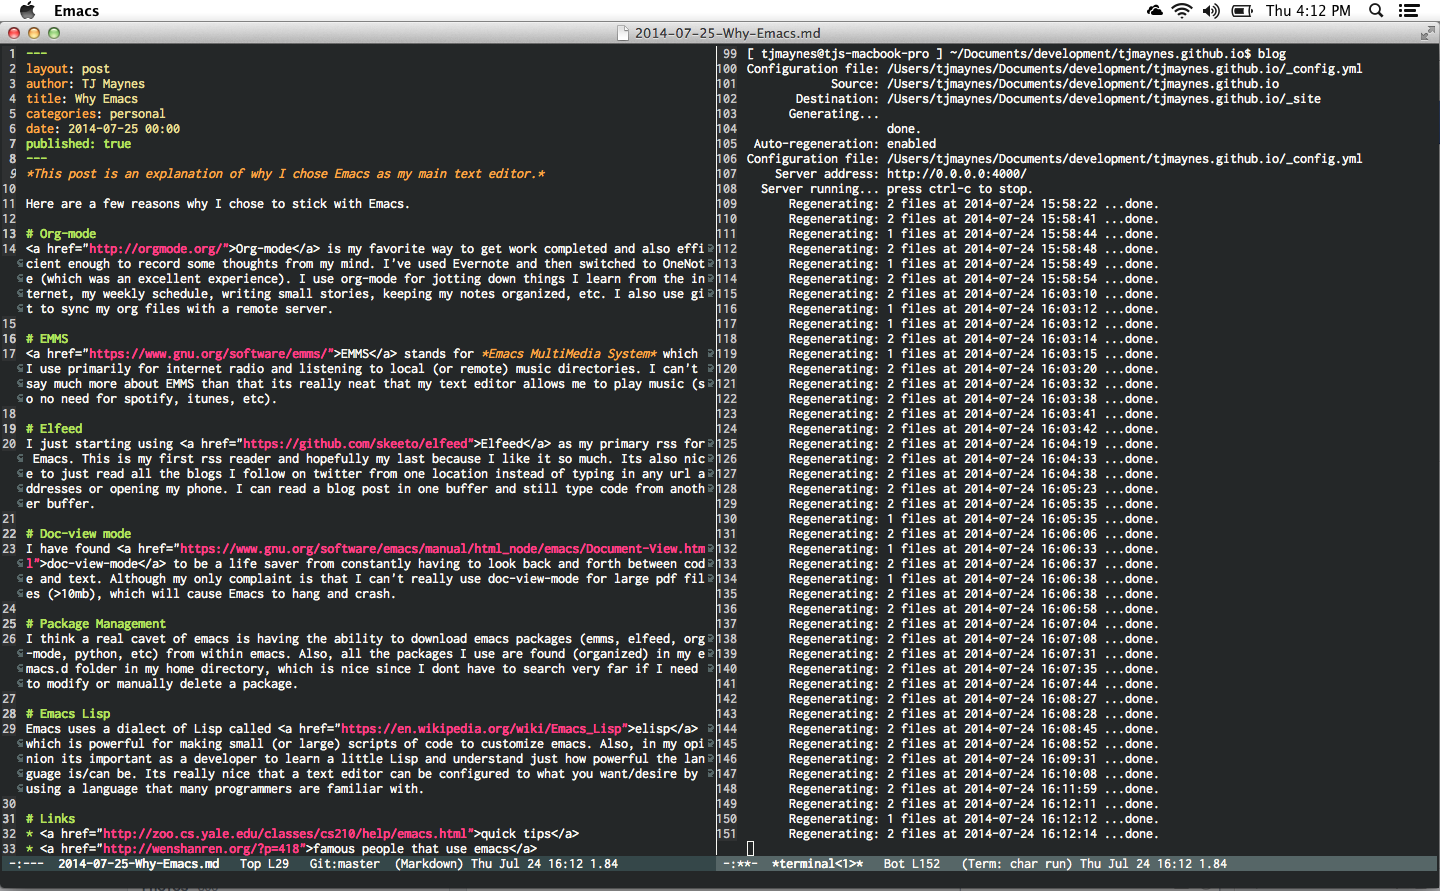 Emacs
Thu 4:12 PM
2014-07-25-Why-Emacs.md
1 ---
2 layout: post
3 author: TJ Maynes
4 title: Why Emacs
5 categories: personal
6 date: 2014-07-25 00:00
7 published: true
8 ---
9 *This post is an explanation of why I chose Emacs as my main text editor.*
10
11 Here are a few reasons why I chose to stick with Emacs.
12
13 # Org-mode
14 <a href="http://orgmode.org/">Org-mode</a> is my favorite way to get work completed and also effi
cient enough to record some thoughts from my mind. I've used Evernote and then switched to OneNot
e (which was an excellent experience). I use org-mode for jotting down things I learn from the in
ternet, my weekly schedule, writing small stories, keeping my notes organized, etc. I also use gi
t to sync my org files with a remote server.
15
16 # EMMS
17 <a href="https://www.gnu.org/software/emms/">EMMS</a> stands for *Emacs MultiMedia System* which
I use primarily for internet radio and listening to local (or remote) music directories. I can't
say much more about EMMS than that its really neat that my text editor allows me to play music (s
o no need for spotify, itunes, etc).
18
19 # Elfeed
20 I just starting using <a href="https://github.com/skeeto/elfeed">Elfeed</a> as my primary rss for
Emacs. This is my first rss reader and hopefully my last because I like it so much. Its also nic
e to just read all the blogs I follow on twitter from one location instead of typing in any url a
ddresses or opening my phone. I can read a blog post in one buffer and still type code from anoth
er buffer.
21
22 # Doc-view mode
23 I have found <a href="https://www.gnu.org/software/emacs/manual/html_node/emacs/Document-View.htm
l">doc-view-mode</a> to be a life saver from constantly having to look back and forth between cod
e and text. Although my only complaint is that I can't really use doc-view-mode for large pdf fil
es (>10mb), which will cause Emacs to hang and crash.
24
25 # Package Management
26 I think a real cavet of emacs is having the ability to download emacs packages (emms, elfeed, org
-mode, python, etc) from within emacs. Also, all the packages I use are found (organized) in my e
macs.d folder in my home directory, which is nice since I dont have to search very far if I need
to modify or manually delete a package.
27
28 # Emacs Lisp
29 Emacs uses a dialect of Lisp called <a href="https://en.wikipedia.org/wiki/Emacs_Lisp">elisp</a>
which is powerful for making small (or large) scripts of code to customize emacs. Also, in my opi
nion its important as a developer to learn a little Lisp and understand just how powerful the lan
guage is/can be. Its really nice that a text editor can be configured to what you want/desire by
using a language that many programmers are familiar with.
30
31 # Links
32 * <a href="http://zoo.cs.yale.edu/classes/cs210/help/emacs.html">quick tips</a>
33 * <a href="http://wenshanren.org/?p=418">famous people that use emacs</a>
-:--- 2014-07-25-Why-Emacs.md Top L29 Git:master (Markdown) Thu Jul 24 16:12 1.84
99 [ tjmaynes@tjs-macbook-pro ] ~/Documents/development/tjmaynes.github.io$ blog
100 Configuration file: /Users/tjmaynes/Documents/development/tjmaynes.github.io/_config.yml
101 Source: /Users/tjmaynes/Documents/development/tjmaynes.github.io
102 Destination: /Users/tjmaynes/Documents/development/tjmaynes.github.io/_site
103 Generating...
104 done.
105 Auto-regeneration: enabled
106 Configuration file: /Users/tjmaynes/Documents/development/tjmaynes.github.io/_config.yml
107 Server address: http://0.0.0.0:4000/
108 Server running... press ctrl-c to stop.
109 Regenerating: 2 files at 2014-07-24 15:58:22 ...done.
110 Regenerating: 2 files at 2014-07-24 15:58:41 ...done.
111 Regenerating: 1 files at 2014-07-24 15:58:44 ...done.
112 Regenerating: 2 files at 2014-07-24 15:58:48 ...done.
113 Regenerating: 1 files at 2014-07-24 15:58:49 ...done.
114 Regenerating: 2 files at 2014-07-24 15:58:54 ...done.
115 Regenerating: 2 files at 2014-07-24 16:03:10 ...done.
116 Regenerating: 1 files at 2014-07-24 16:03:12 ...done.
117 Regenerating: 1 files at 2014-07-24 16:03:12 ...done.
118 Regenerating: 2 files at 2014-07-24 16:03:14 ...done.
119 Regenerating: 1 files at 2014-07-24 16:03:15 ...done.
120 Regenerating: 2 files at 2014-07-24 16:03:20 ...done.
121 Regenerating: 2 files at 2014-07-24 16:03:32 ...done.
122 Regenerating: 2 files at 2014-07-24 16:03:38 ...done.
123 Regenerating: 2 files at 2014-07-24 16:03:41 ...done.
124 Regenerating: 2 files at 2014-07-24 16:03:42 ...done.
125 Regenerating: 2 files at 2014-07-24 16:04:19 ...done.
126 Regenerating: 2 files at 2014-07-24 16:04:33 ...done.
127 Regenerating: 2 files at 2014-07-24 16:04:38 ...done.
128 Regenerating: 2 files at 2014-07-24 16:05:23 ...done.
129 Regenerating: 2 files at 2014-07-24 16:05:35 ...done.
130 Regenerating: 1 files at 2014-07-24 16:05:35 ...done.
131 Regenerating: 2 files at 2014-07-24 16:06:06 ...done.
132 Regenerating: 1 files at 2014-07-24 16:06:33 ...done.
133 Regenerating: 2 files at 2014-07-24 16:06:37 ...done.
134 Regenerating: 1 files at 2014-07-24 16:06:38 ...done.
135 Regenerating: 2 files at 2014-07-24 16:06:38 ...done.
136 Regenerating: 2 files at 2014-07-24 16:06:58 ...done.
137 Regenerating: 2 files at 2014-07-24 16:07:04 ...done.
138 Regenerating: 2 files at 2014-07-24 16:07:08 ...done.
139 Regenerating: 2 files at 2014-07-24 16:07:31 ...done.
140 Regenerating: 2 files at 2014-07-24 16:07:35 ...done.
141 Regenerating: 2 files at 2014-07-24 16:07:44 ...done.
142 Regenerating: 2 files at 2014-07-24 16:08:27 ...done.
143 Regenerating: 2 files at 2014-07-24 16:08:28 ...done.
144 Regenerating: 2 files at 2014-07-24 16:08:45 ...done.
145 Regenerating: 2 files at 2014-07-24 16:08:52 ...done.
146 Regenerating: 2 files at 2014-07-24 16:09:31 ...done.
147 Regenerating: 2 files at 2014-07-24 16:10:08 ...done.
148 Regenerating: 2 files at 2014-07-24 16:11:59 ...done.
149 Regenerating: 2 files at 2014-07-24 16:12:11 ...done.
150 Regenerating: 1 files at 2014-07-24 16:12:12 ...done.
151 Regenerating: 2 files at 2014-07-24 16:12:14 ...done.
-:**- *terminal<1>* Bot L152 (Term: char run) Thu Jul 24 16:12 1.84